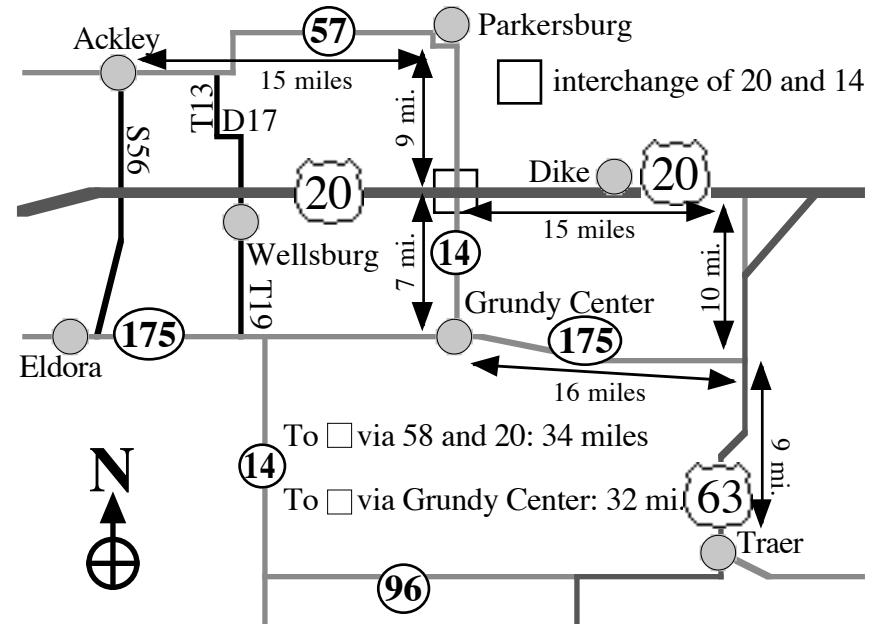 57
Parkersburg
Ackley
15 miles
interchange of 20 and 14
T13
D17
9 mi.
S56
Dike
20
20
15 miles
Wellsburg
7 mi.
14
10 mi.
T19
Grundy Center
175
175
Eldora
16 miles
To □ via 58 and 20: 34 miles
9 mi.
N
14
To □ via Grundy Center: 32 mi.
63
Traer
96